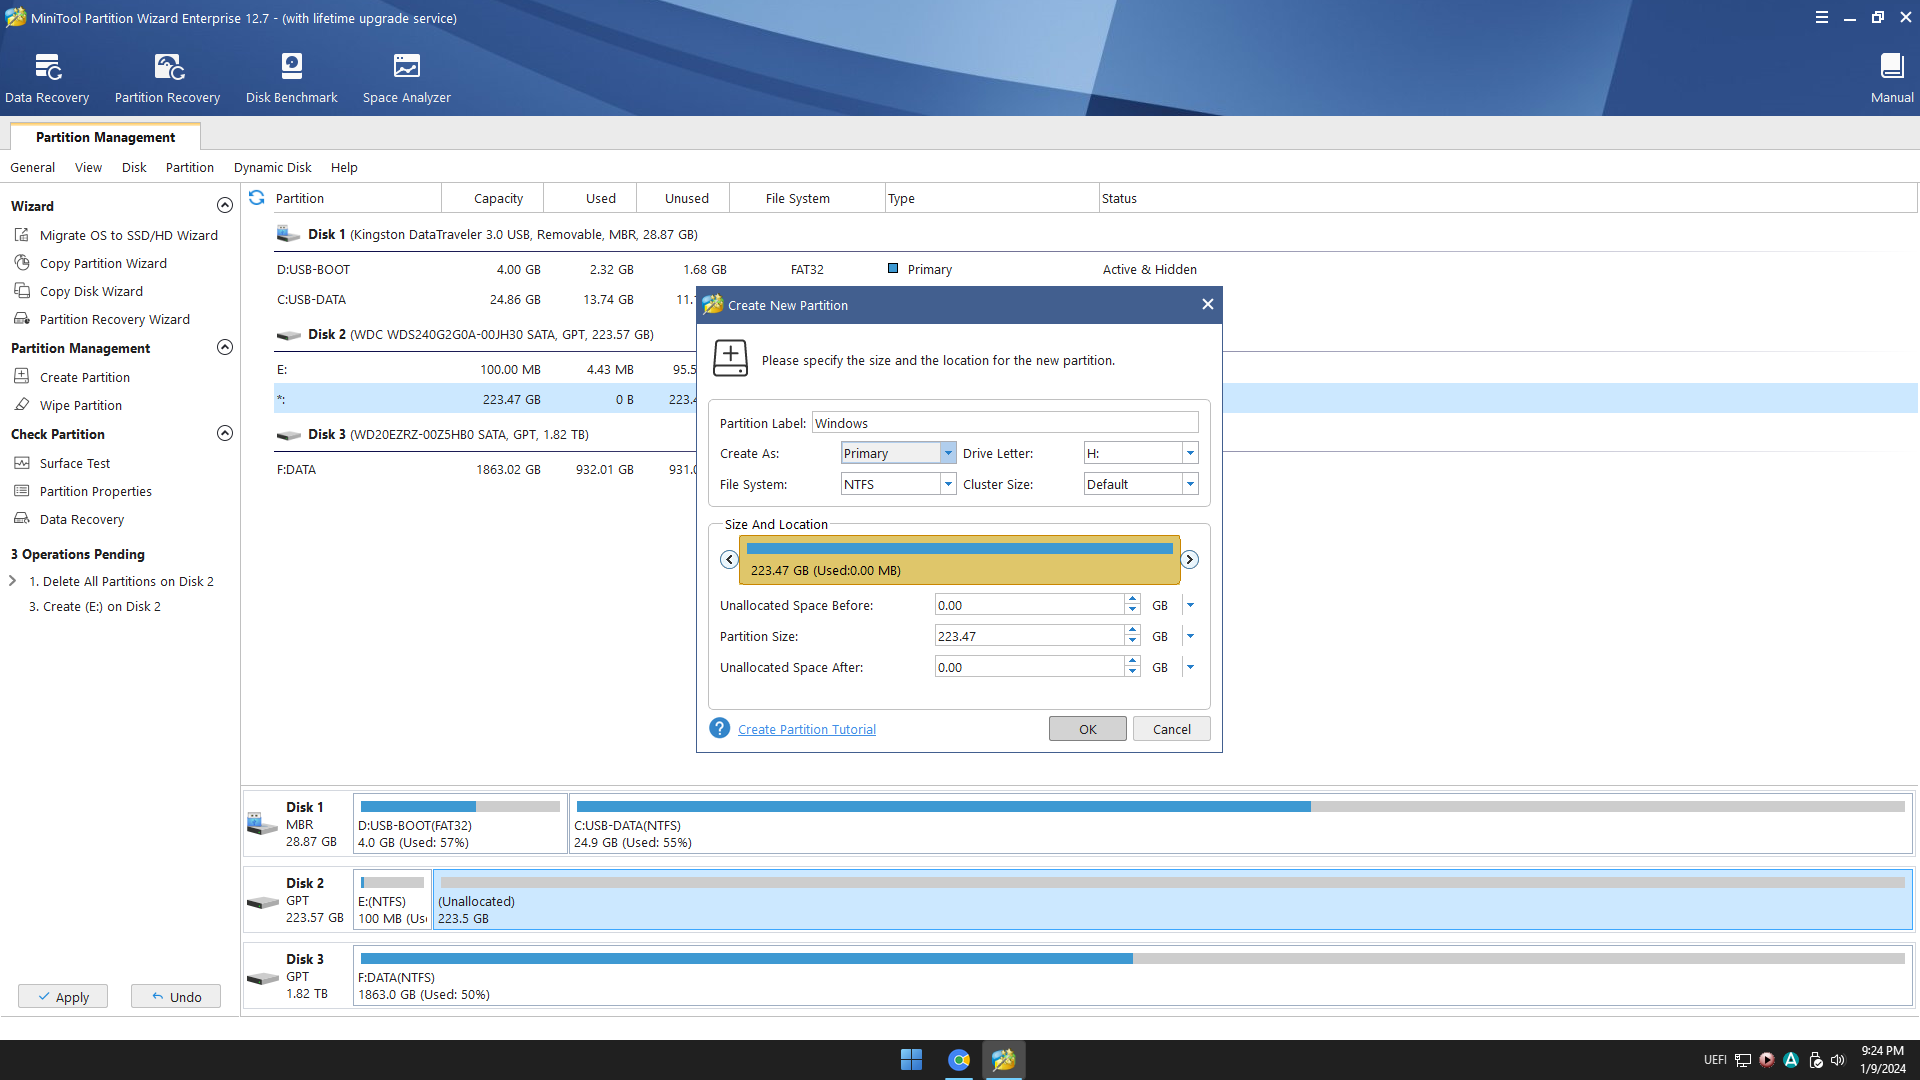 MiniTool Partition Wizard Enterprise 12.7 - (with lifetime upgrade service)
Data Recovery
Partition Recovery
Disk Benchmark
Space Analyzer
Manual
Partition Management
General View Disk Partition Dynamic Disk Help
Wizard
Migrate OS to SSD/HD Wizard
Copy Partition Wizard
Copy Disk Wizard
Partition Recovery Wizard
Partition Management
Create Partition
Wipe Partition
Check Partition
Surface Test
Partition Properties
Data Recovery
3 Operations Pending
1. Delete All Partitions on Disk 2
3. Create (E:) on Disk 2
Apply
Undo
Partition Capacity Used Unused File System Type Status
Disk 1 (Kingston DataTraveler 3.0 USB, Removable, MBR, 28.87 GB)
D:USB-BOOT 4.00 GB 2.32 GB 1.68 GB FAT32 Primary Active & Hidden
C:USB-DATA 24.86 GB 13.74 GB
Disk 2 (WDC WDS240G2G0A-00JH30 SATA, GPT, 223.57 GB)
E: 100.00 MB 4.43 MB 95.5
*: 223.47 GB 0 B 223.4
Disk 3 (WD20EZRZ-00Z5HB0 SATA, GPT, 1.82 TB)
F:DATA 1863.02 GB 932.01 GB 931.0
Create New Partition
Please specify the size and the location for the new partition.
Partition Label: Windows
Create As: Primary Drive Letter: H:
File System: NTFS Cluster Size: Default
Size And Location
223.47 GB (Used:0.00 MB)
Unallocated Space Before: 0.00 GB
Partition Size: 223.47 GB
Unallocated Space After: 0.00 GB
? Create Partition Tutorial
OK
Cancel
Disk 1
MBR
28.87 GB
D:USB-BOOT(FAT32)
4.0 GB (Used: 57%)
C:USB-DATA(NTFS)
24.9 GB (Used: 55%)
Disk 2
GPT
223.57 GB
E:(NTFS)
100 MB (Us
(Unallocated)
223.5 GB
Disk 3
GPT
1.82 TB
F:DATA(NTFS)
1863.0 GB (Used: 50%)
UEFI
9:24 PM
1/9/2024